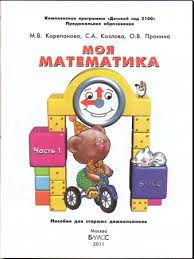 Комплексная программа «Детский сад 2100»
Предшкольное образование
М.В. Корепанова, С.А. Козлова, О.В. Пронина
МОЯ
МАТЕМАТИКА
Часть 1
БАЛАСС
Пособие для старших дошкольников
Москва
БАЛАСС
2011